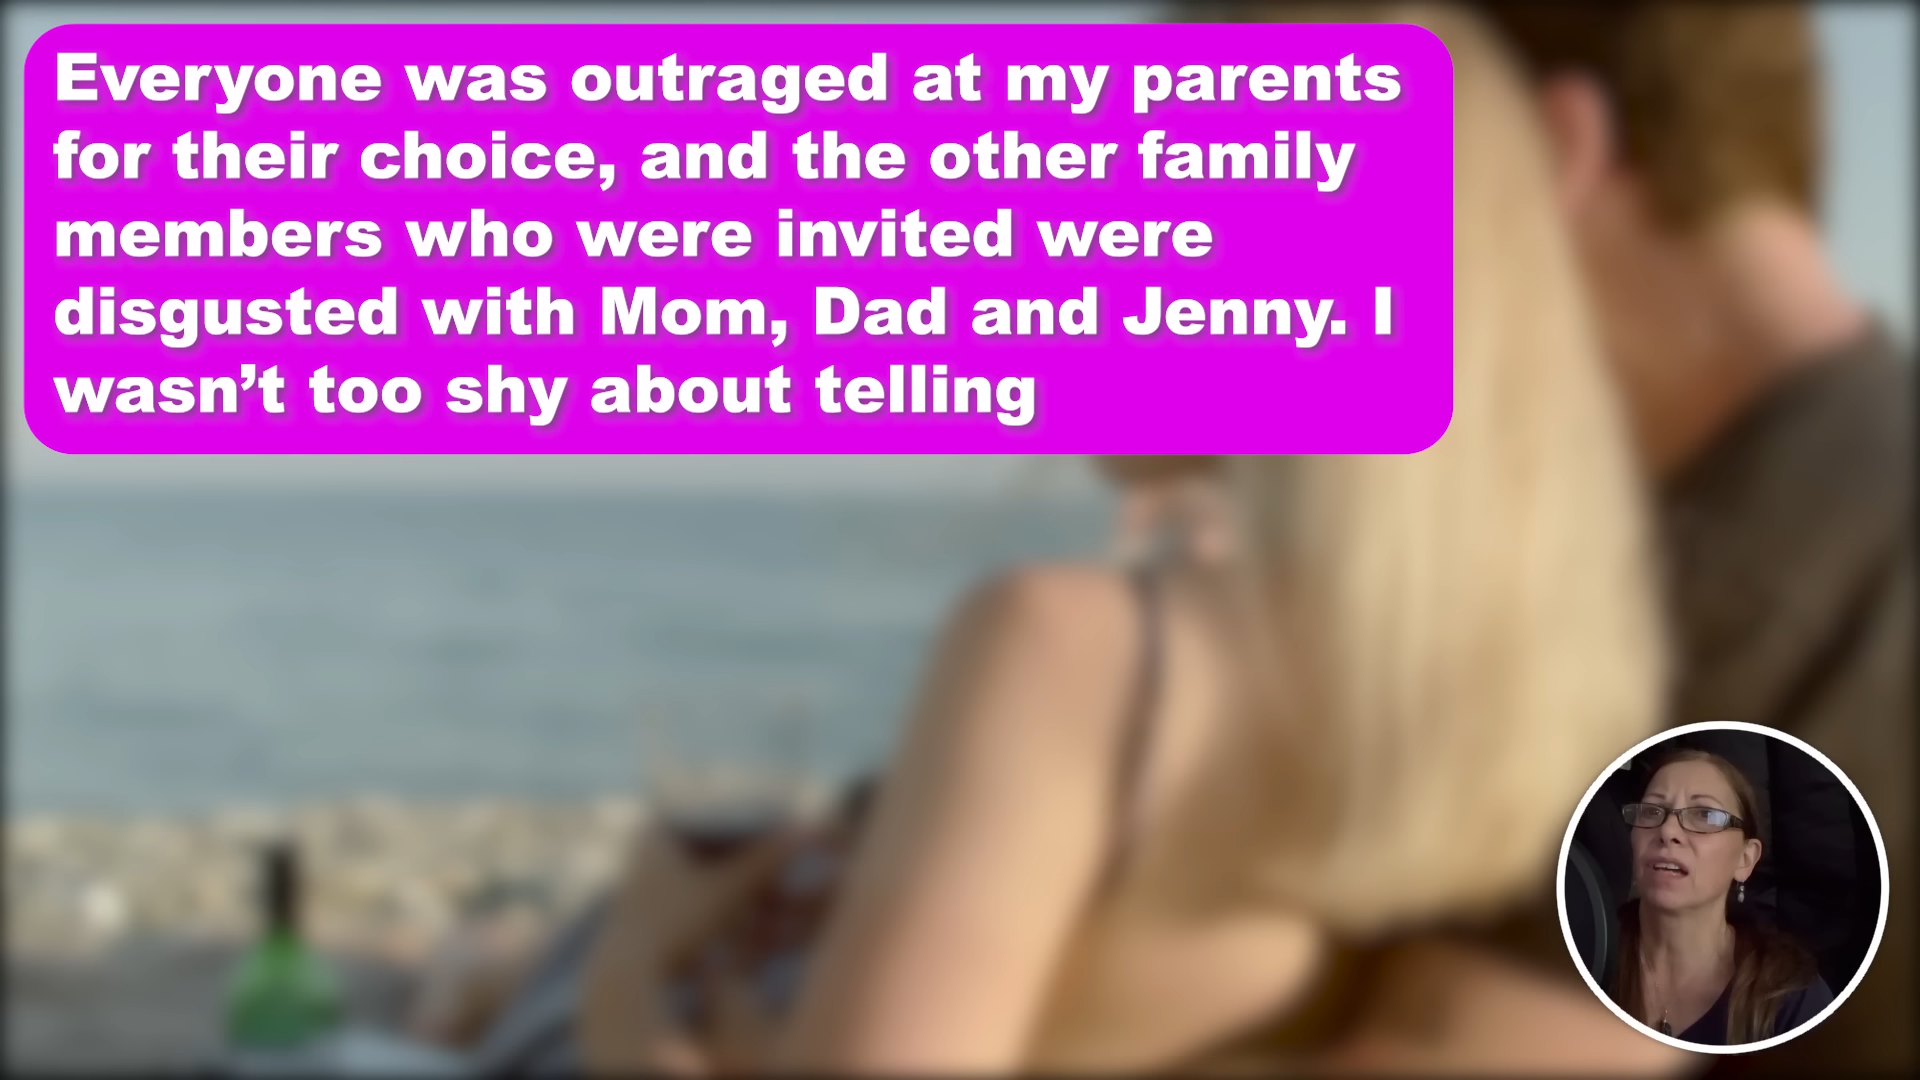 Everyone was outraged at my parents
for their choice, and the other family
members who were invited were
disgusted with Mom, Dad and Jenny. I
wasn’t too shy about telling